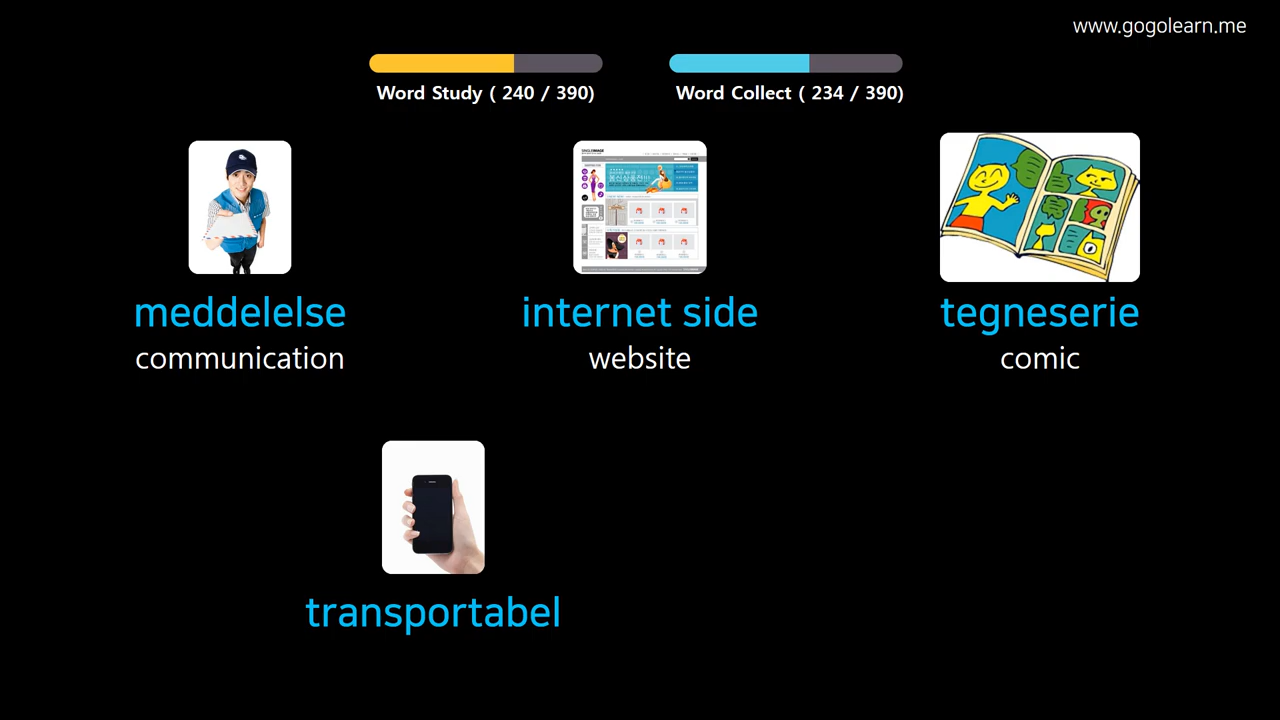 www.gogolearn.me
Word Study ( 240 / 390)
Word Collect ( 234 / 390)
meddelelse
communication
internet side
website
tegneserie
comic
transportabel